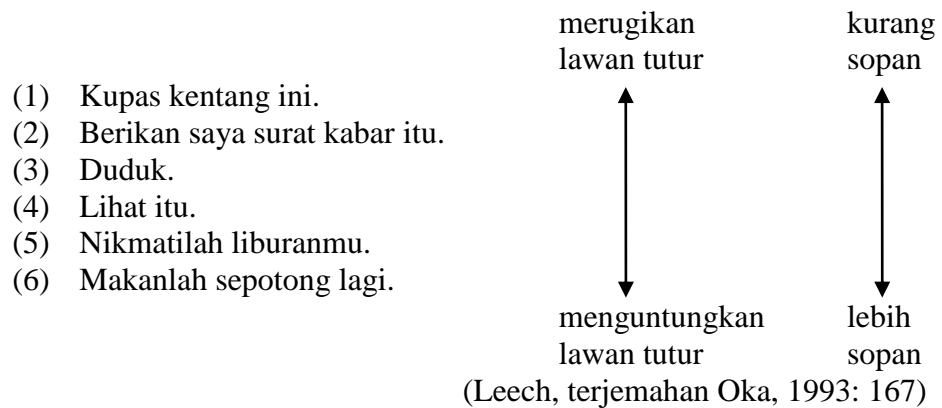 merugikan kurang
lawan tutur sopan
(1) Kupas kentang ini.
(2) Berikan saya surat kabar itu.
(3) Duduk.
(4) Lihat itu.
(5) Nikmatilah liburanmu.
(6) Makanlah sepotong lagi.
menguntungkan lebih
lawan tutur sopan
(Leech, terjemahan Oka, 1993: 167)